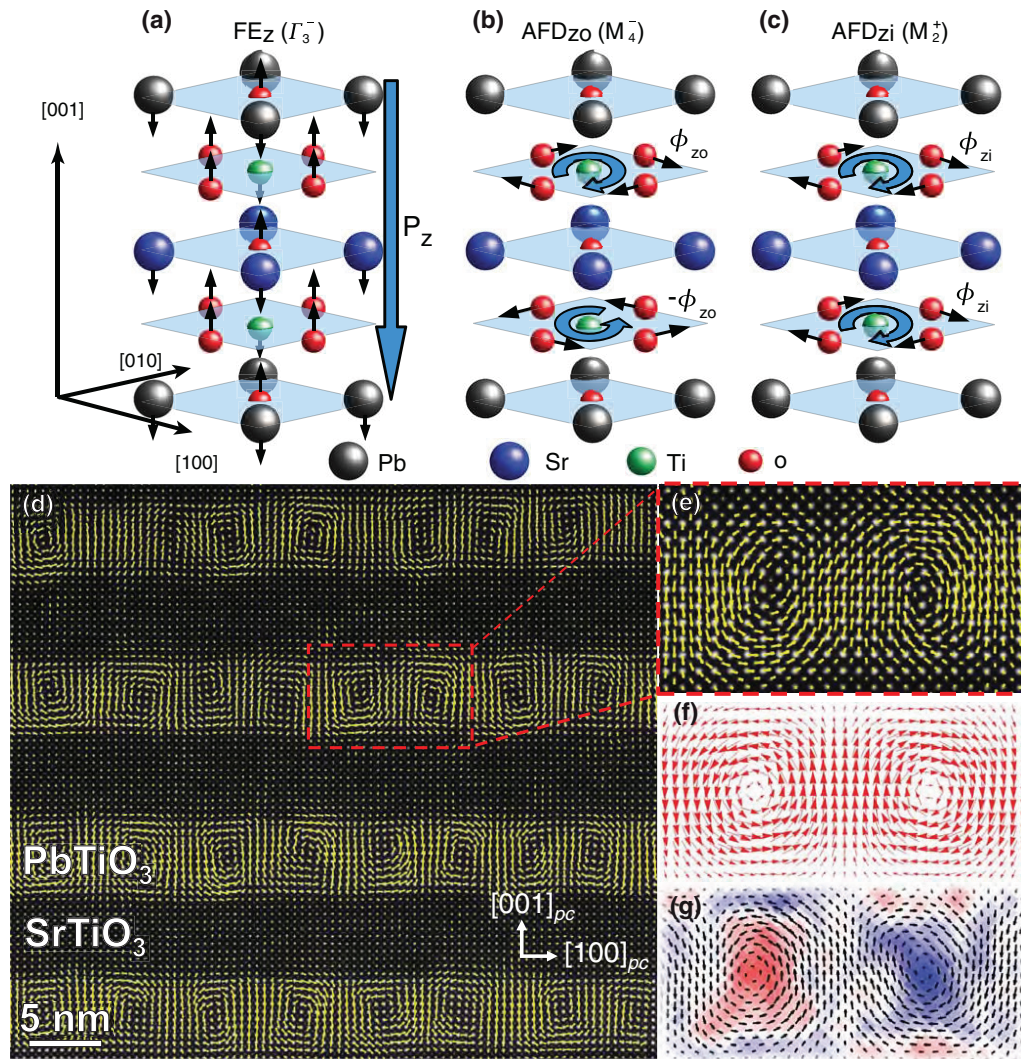 (a) (b) (c)
FEz (Γ₃⁻) AFDzo (M₄⁻) AFDzi (M₂⁺)
[001]
ϕzo ϕzi
Pz
-ϕzo ϕzi
[010]
[100]
Pb Sr Ti o
(d) (e)
(f)
PbTiO₃
SrTiO₃
[001]pc
[100]pc
(g)
5 nm